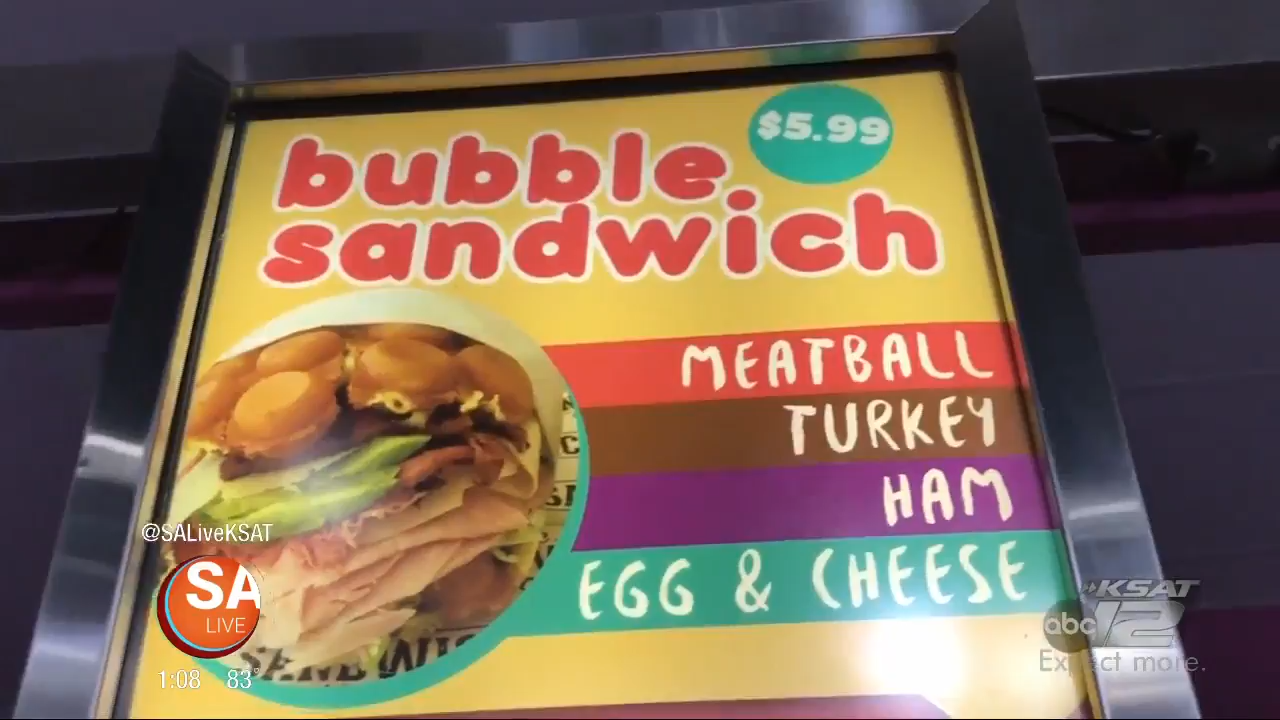 $5.99
bubble
sandwich
MEATBALL
TURKEY
HAM
EGG & CHEESE
@SALiveKSAT
SA
LIVE
1:08 83°
KSAT
abc 12
Expect more.